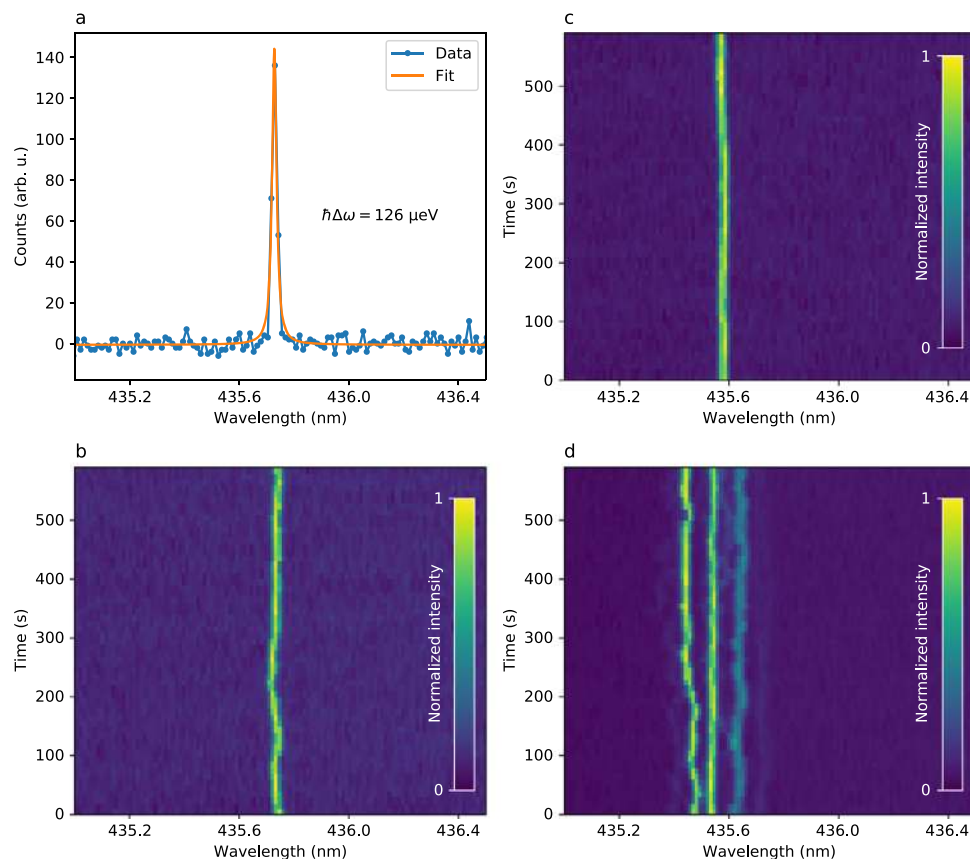 a
140
120
100
80
60
40
20
0
Counts (arb. u.)
Data
Fit
ℏΔω = 126 μeV
435.2 435.6 436.0 436.4
Wavelength (nm)
c
500
400
300
200
100
0
Time (s)
1
Normalized intensity
0
435.2 435.6 436.0 436.4
Wavelength (nm)
b
500
400
300
200
100
0
Time (s)
1
Normalized intensity
0
435.2 435.6 436.0 436.4
Wavelength (nm)
d
500
400
300
200
100
0
Time (s)
1
Normalized intensity
0
435.2 435.6 436.0 436.4
Wavelength (nm)